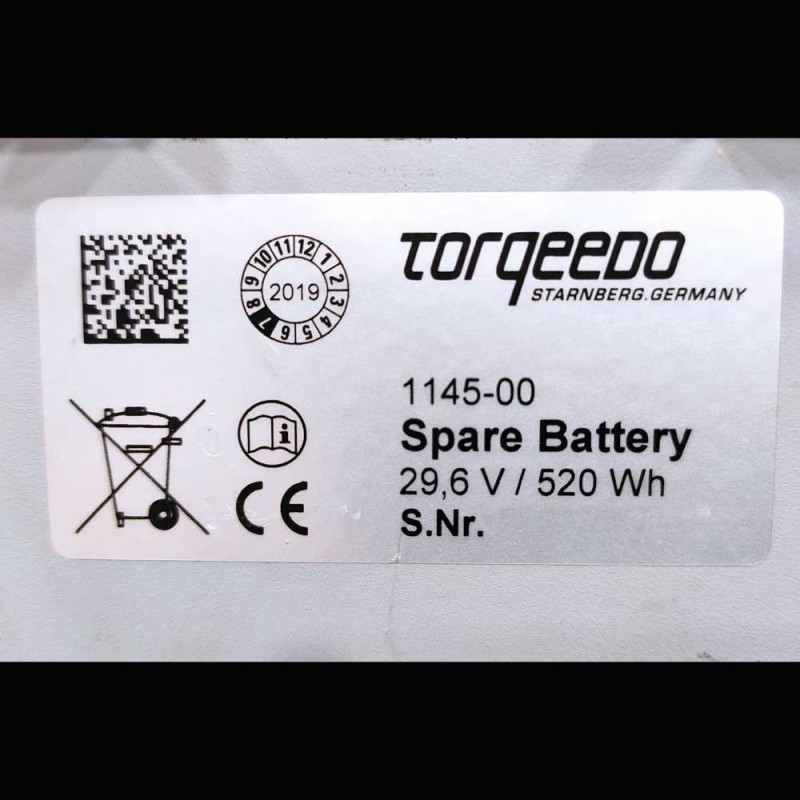 10 11 12 1 2 3 4 5 6 7 8 9
2019
TORQEEDO
STARNBERG.GERMANY
1145-00
Spare Battery
29,6 V / 520 Wh
S.Nr.
i
CE